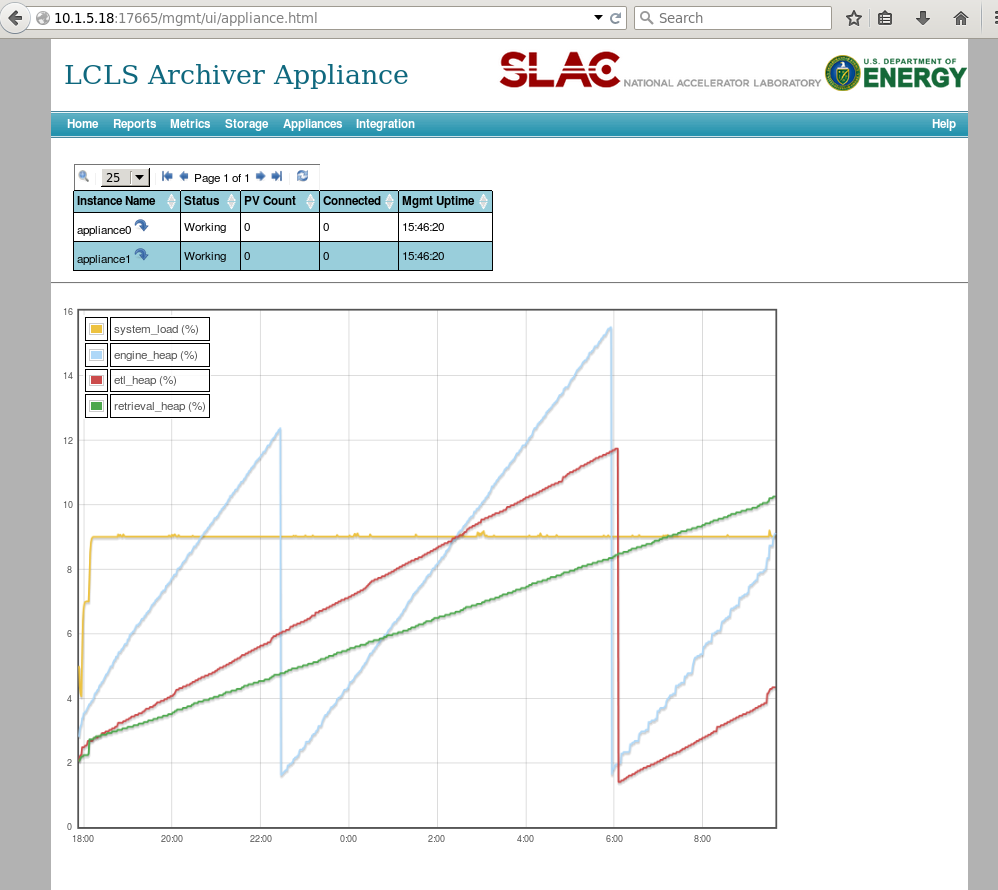 10.1.5.18:17665/mgmt/ui/appliance.html
Search
LCLS Archiver Appliance
SLAC NATIONAL ACCELERATOR LABORATORY
U.S. DEPARTMENT OF
ENERGY
Home Reports Metrics Storage Appliances Integration Help
25 Page 1 of 1
Instance Name Status PV Count Connected Mgmt Uptime
appliance0 Working 0 0 15:46:20
appliance1 Working 0 0 15:46:20
16
system_load (%)
engine_heap (%)
14
etl_heap (%)
retrieval_heap (%)
12
10
8
6
4
2
0
18:00 20:00 22:00 0:00 2:00 4:00 6:00 8:00